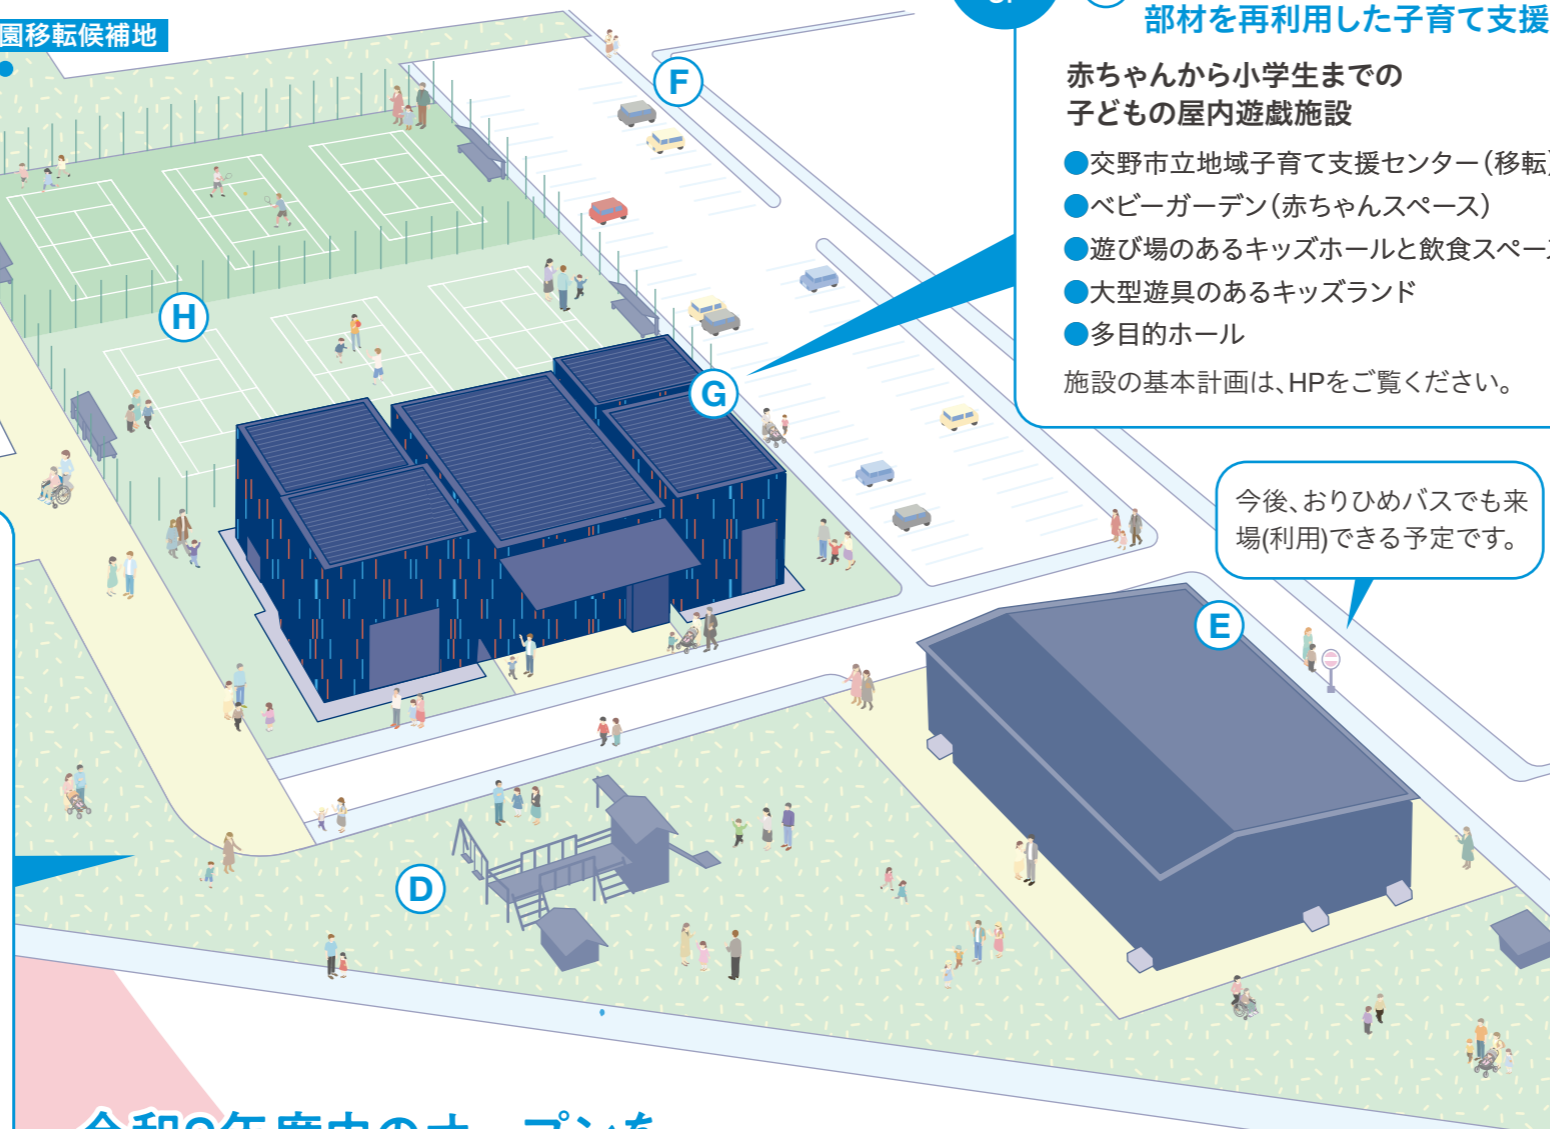 園移転候補地
部材を再利用した子育て支援
赤ちゃんから小学生までの
子どもの屋内遊戯施設
●交野市立地域子育て支援センター(移転)
●ベビーガーデン(赤ちゃんスペース)
●遊び場のあるキッズホールと飲食スペース
●大型遊具のあるキッズランド
●多目的ホール
施設の基本計画は、HPをご覧ください。
F
H
G
今後、おりひめバスでも来
場(利用)できる予定です。
E
D